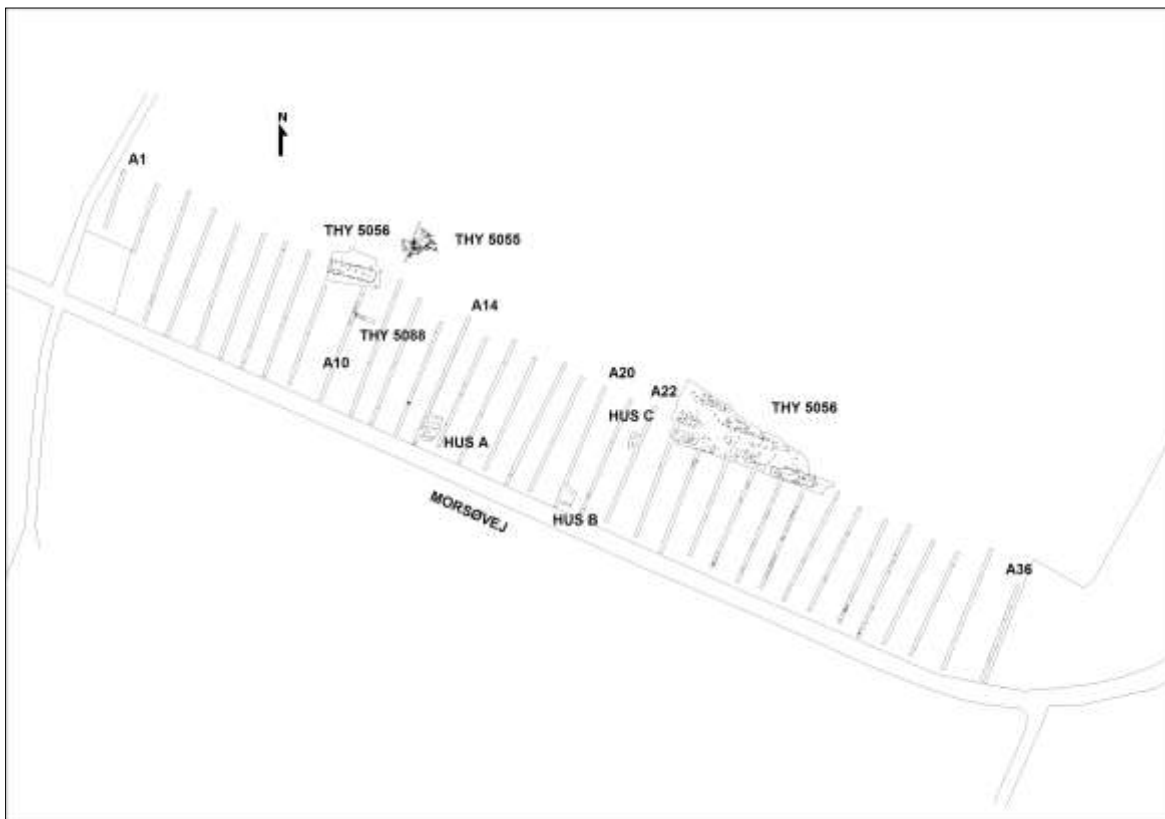 N
A1
THY 5056
THY 5055
A14
THY 5088
A10
A20
A22
THY 5056
HUS C
HUS A
MORSØVEJ
HUS B
A36